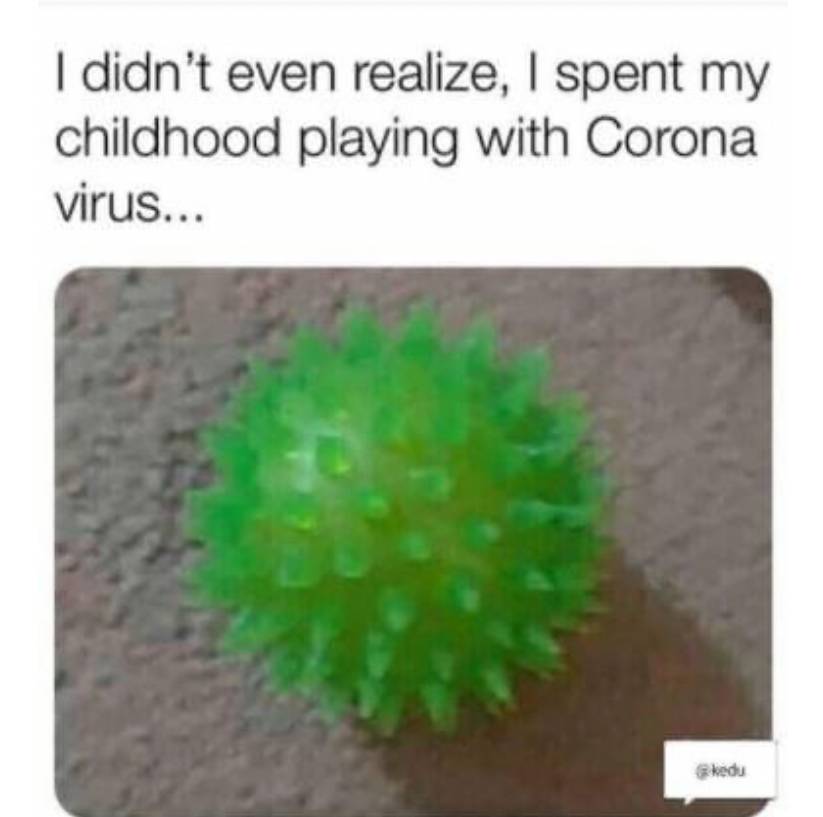 I didn't even realize, I spent my
childhood playing with Corona
virus...
@kedu